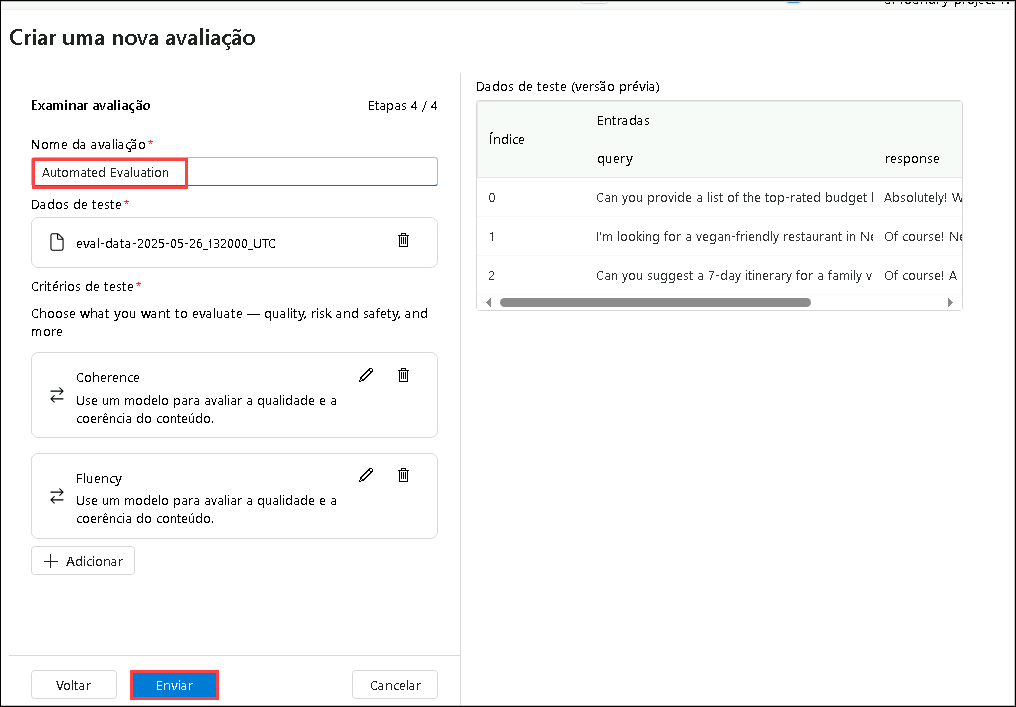 Criar uma nova avaliação
Examinar avaliação
Etapas 4 / 4
Nome da avaliação*
Automated Evaluation
Dados de teste*
eval-data-2025-05-26_132000_UTC
Critérios de teste*
Choose what you want to evaluate — quality, risk and safety, and
more
Coherence
Use um modelo para avaliar a qualidade e a
coerência do conteúdo.
Fluency
Use um modelo para avaliar a qualidade e a
coerência do conteúdo.
Adicionar
Voltar
Enviar
Cancelar
Dados de teste (versão prévia)
Índice
Entradas
query
response
0
Can you provide a list of the top-rated budget
Absolutely! W
1
I'm looking for a vegan-friendly restaurant in Ne
Of course! Ne
2
Can you suggest a 7-day itinerary for a family v
Of course! A